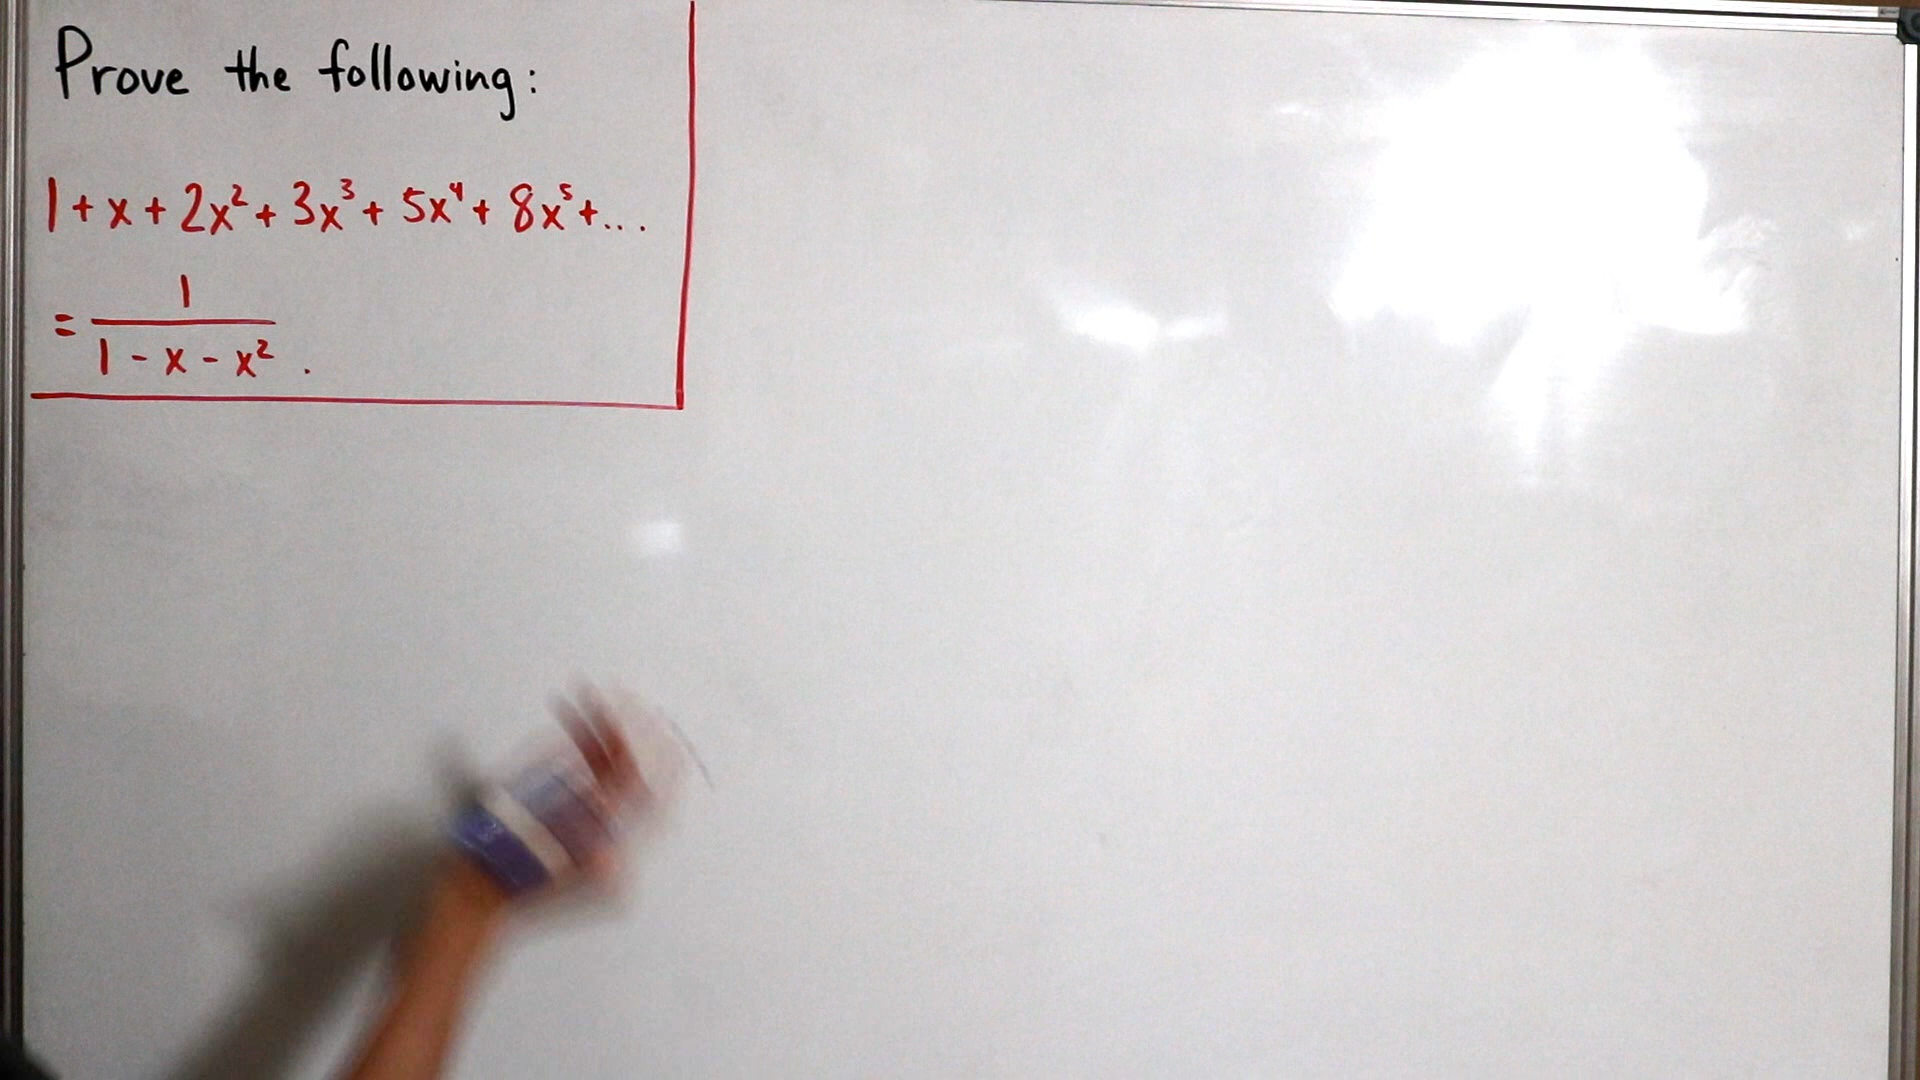 Prove the following:
1 + x + 2x² + 3x³ + 5x⁴ + 8x⁵ + ...
= 1 / (1 - x - x²) .